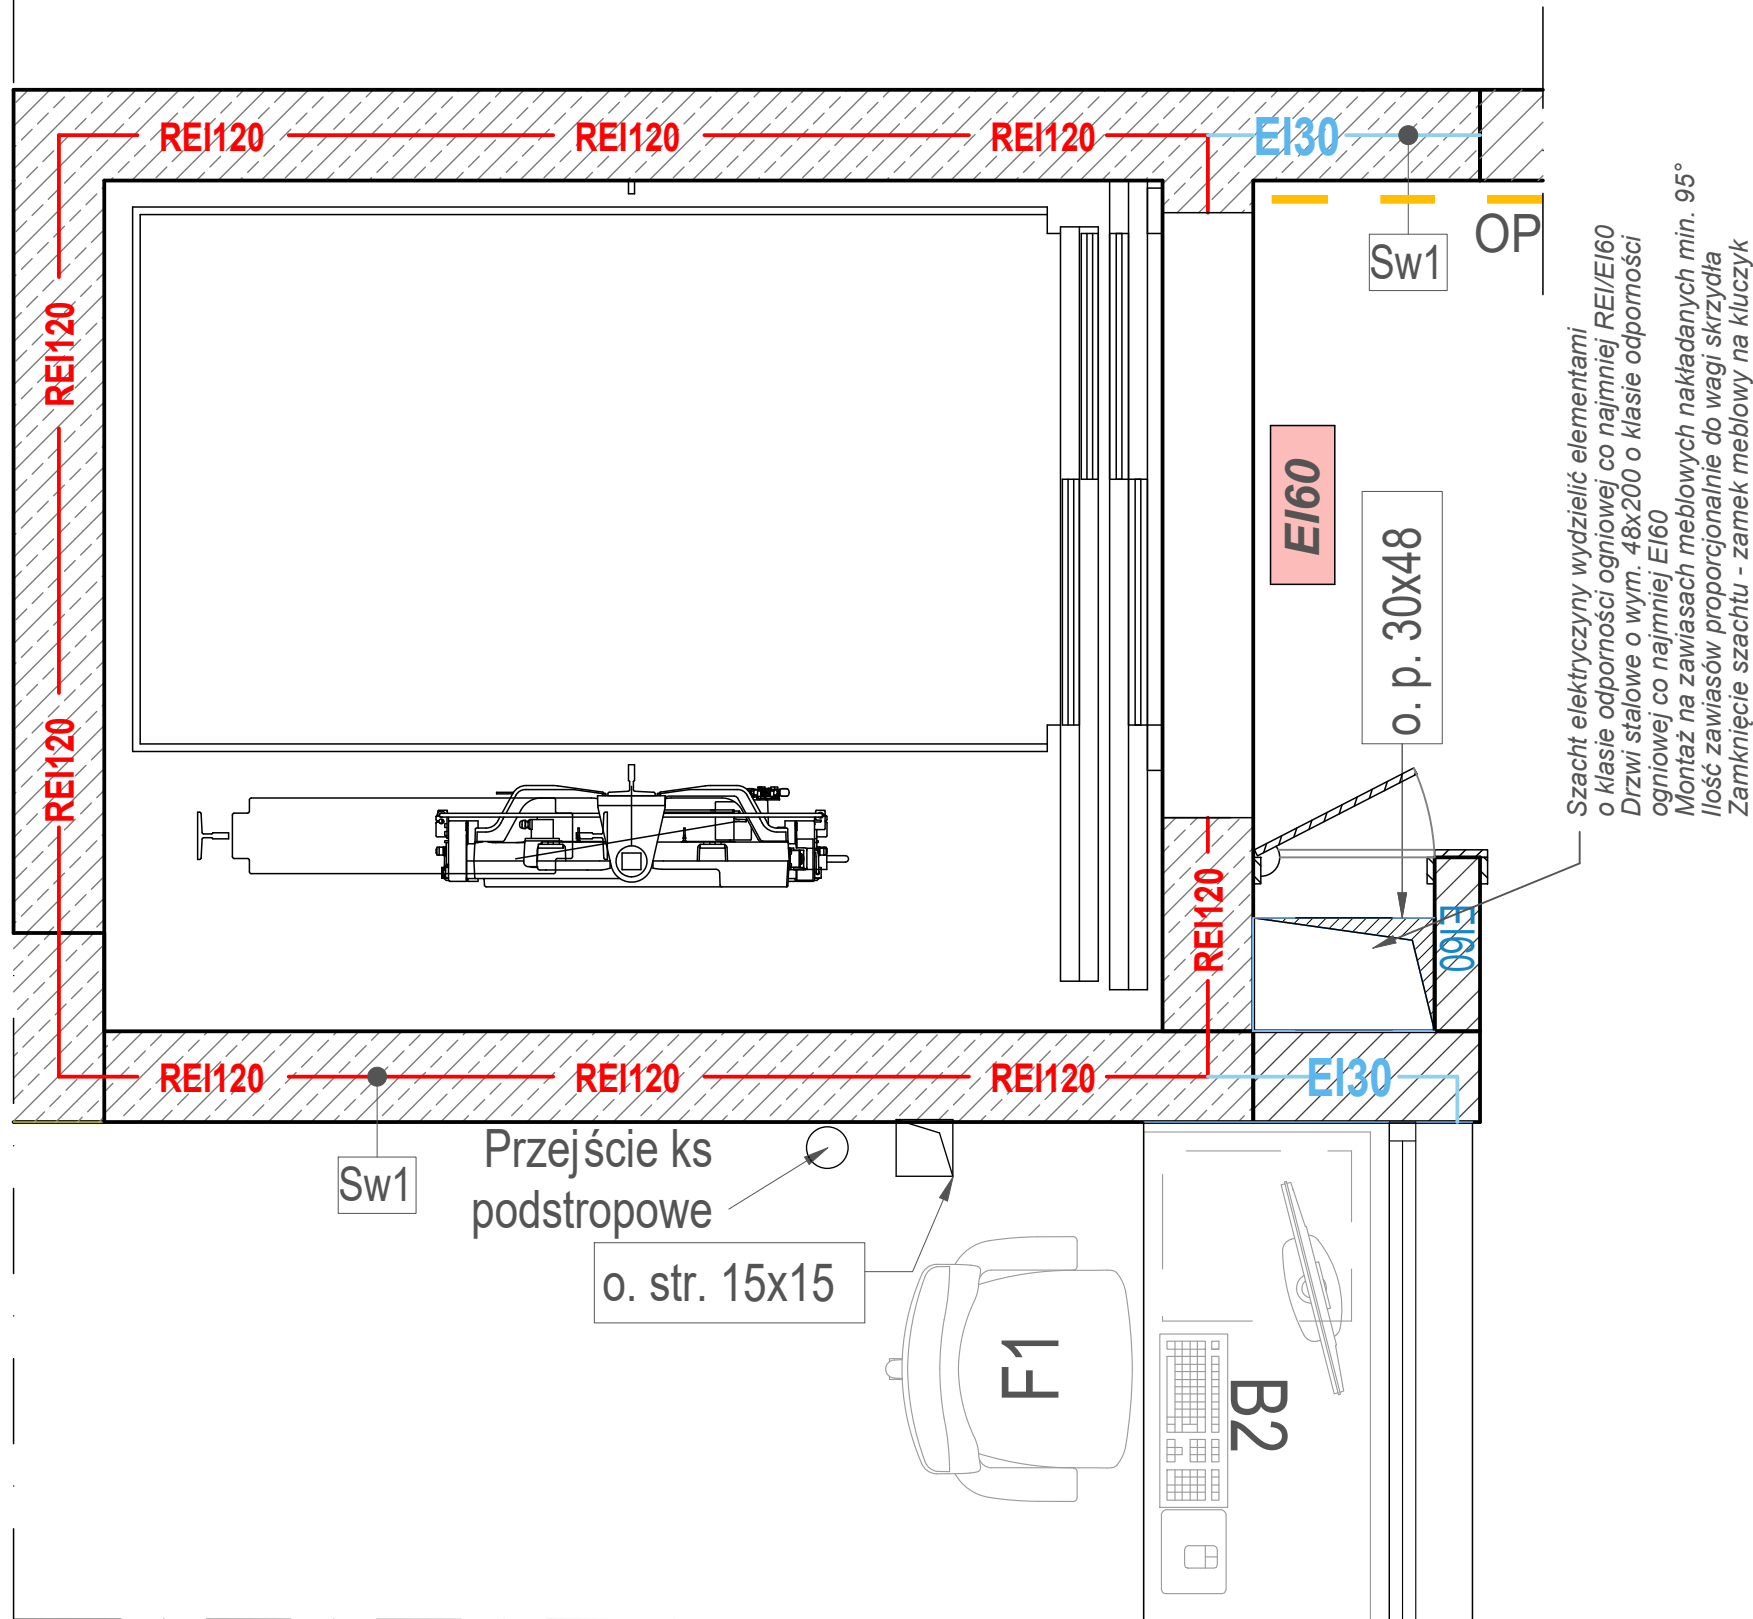 REI120
REI120
REI120
EI30
Sw1
OP
REI120
REI120
EI60
o. p. 30x48
Szacht elektryczyny wydzielić elementami
o klasie odporności ogniowej co najmniej REI/EI60
Drzwi stalowe o wym. 48x200 o klasie odporności
ogniowej co najmniej EI60
Montaż na zawiasach meblowych nakładanych min. 95°
Ilość zawiasów proporcjonalnie do wagi skrzydła
Zamknięcie szachtu - zamek meblowy na kluczyk
REI120
EI60
REI120
REI120
REI120
EI30
Sw1
Przejście ks
podstropowe
o. str. 15x15
F1
B2